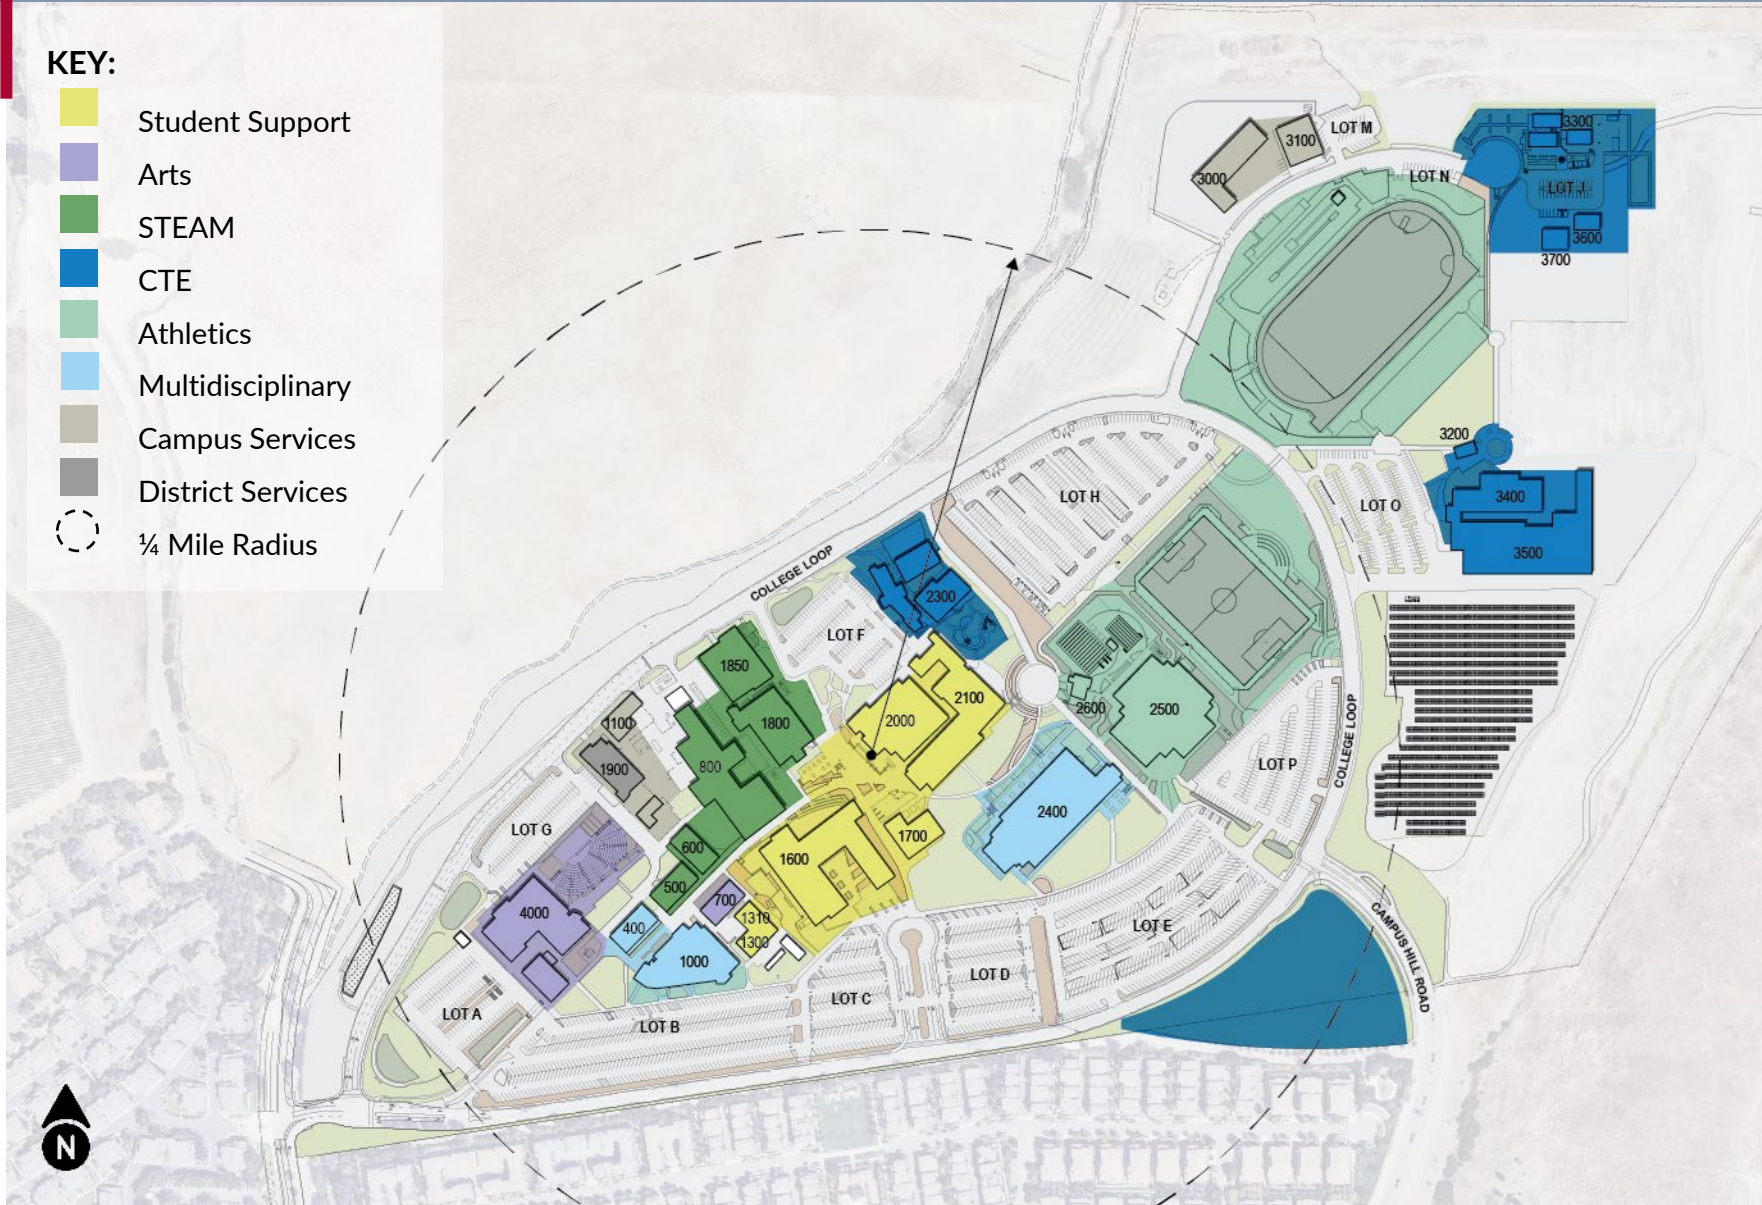 KEY:
Student Support
Arts
STEAM
CTE
Athletics
Multidisciplinary
Campus Services
District Services
¼ Mile Radius
N
3300
LOT M
3100
LOT N
3000
LOT J
3600
3700
3200
LOT H
3400
LOT O
3500
COLLEGE LOOP
2300
LOT F
1850
2100
2600
2500
2000
1800
1100
COLLEGE LOOP
800
1900
LOT P
2400
LOT G
1700
600
1600
500
700
4000
1310
400
1300
LOT E
CAMPUS HILL ROAD
1000
LOT D
LOT C
LOT A
LOT B